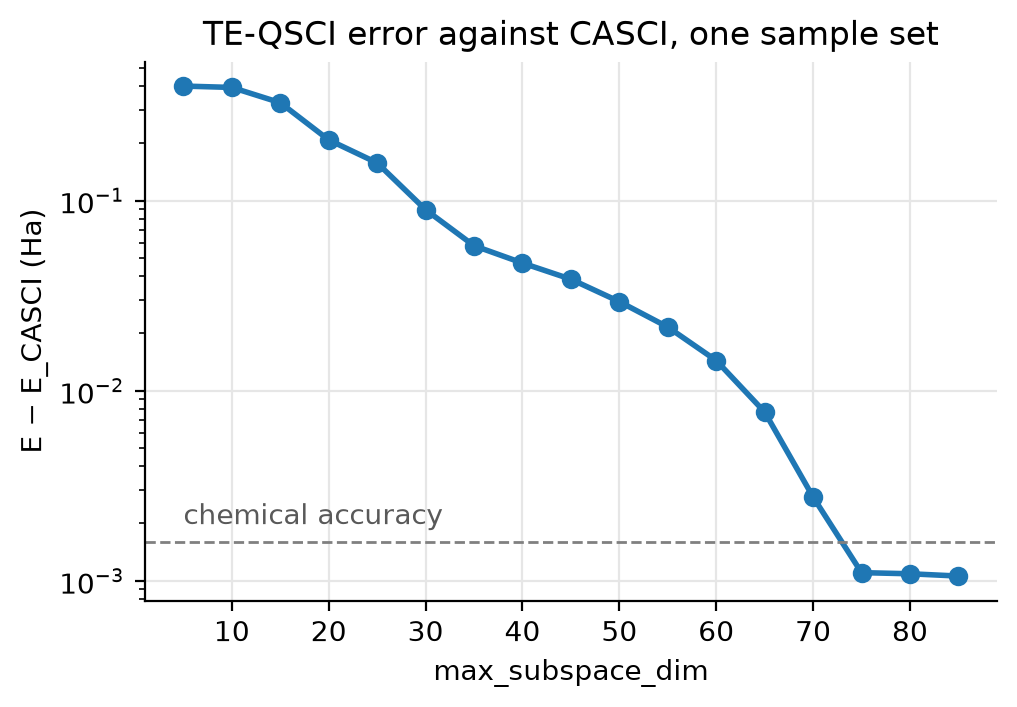 TE-QSCI error against CASCI, one sample set
E − E_CASCI (Ha)
10⁻¹
10⁻²
10⁻³
chemical accuracy
10 20 30 40 50 60 70 80
max_subspace_dim